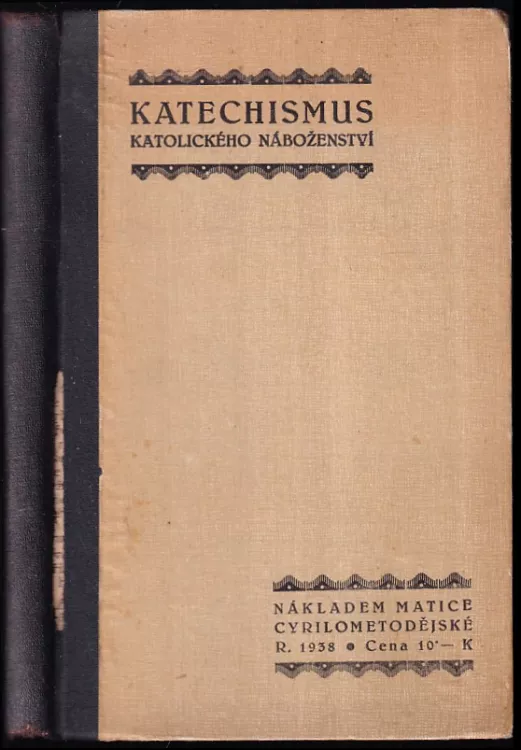 KATECHISMUS
KATOLICKÉHO NÁBOŽENSTVÍ
NÁKLADEM MATICE
CYRILOMETODĚJSKÉ
R. 1938 • Cena 10·— K